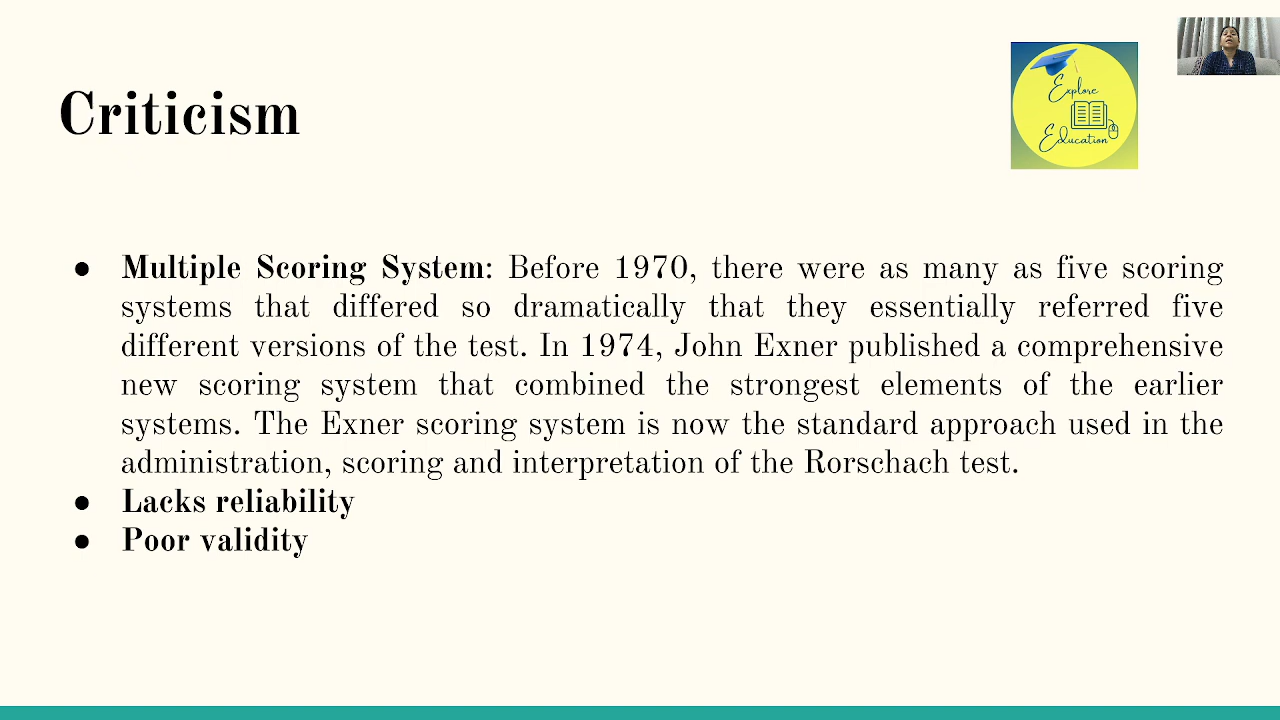 Criticism
Explore
Education
● Multiple Scoring System: Before 1970, there were as many as five scoring
systems that differed so dramatically that they essentially referred five
different versions of the test. In 1974, John Exner published a comprehensive
new scoring system that combined the strongest elements of the earlier
systems. The Exner scoring system is now the standard approach used in the
administration, scoring and interpretation of the Rorschach test.
● Lacks reliability
● Poor validity